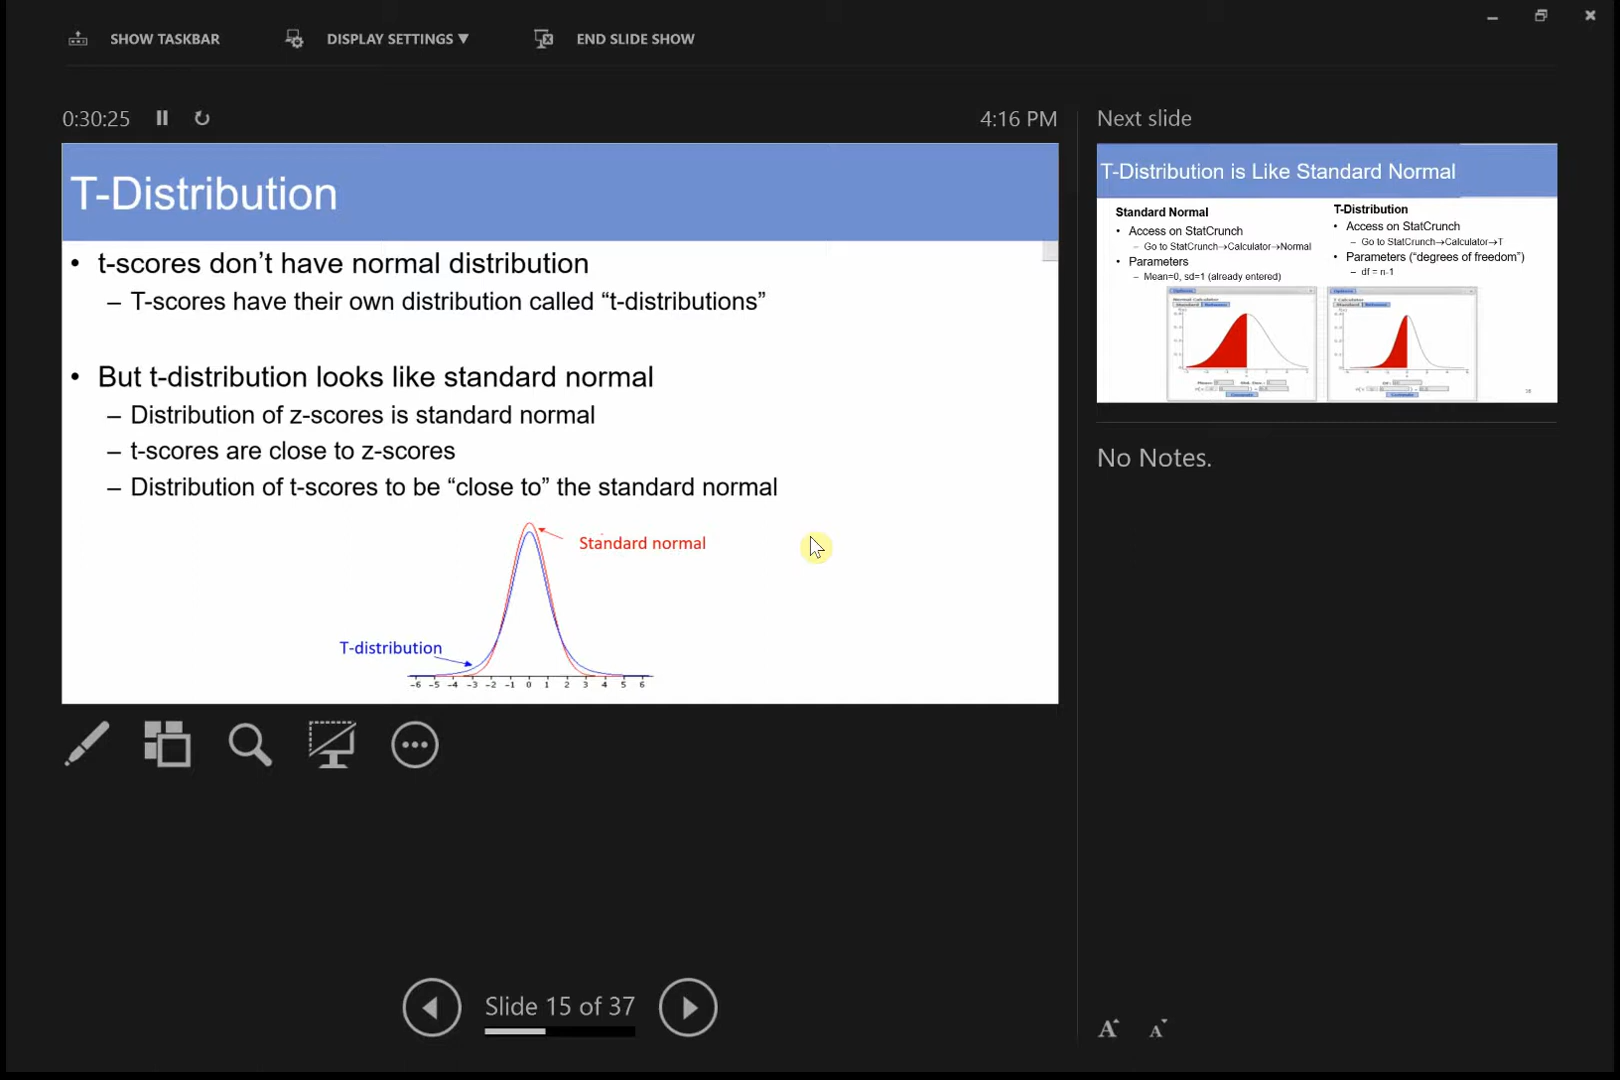 SHOW TASKBAR
DISPLAY SETTINGS ▼
END SLIDE SHOW
0:30:25
4:16 PM
T-Distribution
• t-scores don’t have normal distribution
– T-scores have their own distribution called “t-distributions”
• But t-distribution looks like standard normal
– Distribution of z-scores is standard normal
– t-scores are close to z-scores
– Distribution of t-scores to be “close to” the standard normal
Standard normal
T-distribution
-6 -5 -4 -3 -2 -1 0 1 2 3 4 5 6
Next slide
T-Distribution is Like Standard Normal
Standard Normal
• Access on StatCrunch
– Go to StatCrunch→Calculator→Normal
• Parameters
– Mean=0, sd=1 (already entered)
T-Distribution
• Access on StatCrunch
– Go to StatCrunch→Calculator→T
• Parameters (“degrees of freedom”)
– df = n-1
Normal Calculator
T Calculator
No Notes.
Slide 15 of 37
A A